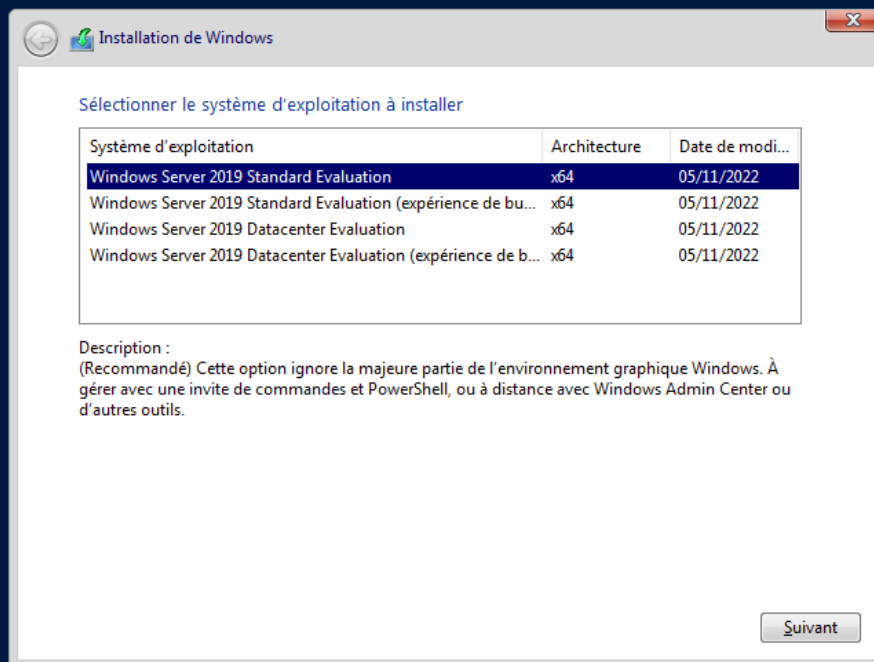 Installation de Windows
Sélectionner le système d'exploitation à installer
Système d'exploitation Architecture Date de modi...
Windows Server 2019 Standard Evaluation x64 05/11/2022
Windows Server 2019 Standard Evaluation (expérience de bu... x64 05/11/2022
Windows Server 2019 Datacenter Evaluation x64 05/11/2022
Windows Server 2019 Datacenter Evaluation (expérience de b... x64 05/11/2022
Description :
(Recommandé) Cette option ignore la majeure partie de l'environnement graphique Windows. À
gérer avec une invite de commandes et PowerShell, ou à distance avec Windows Admin Center ou
d'autres outils.
Suivant